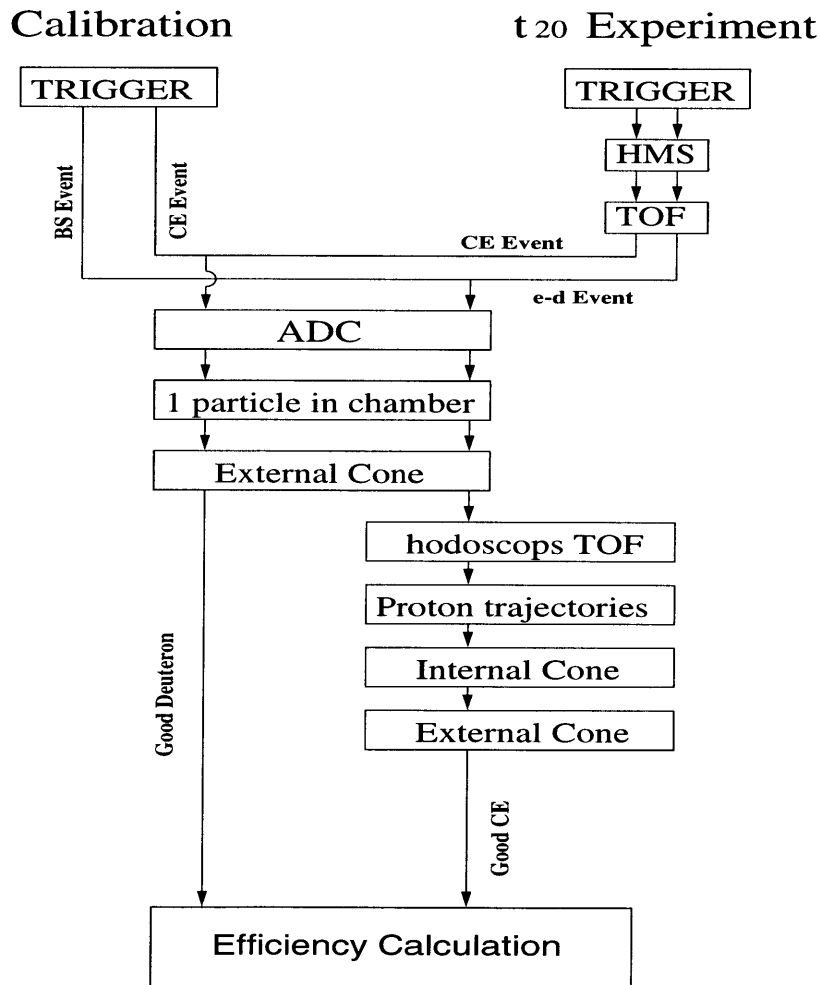 Calibration
t 20 Experiment
TRIGGER
TRIGGER
HMS
TOF
BS Event
CE Event
CE Event
e-d Event
ADC
1 particle in chamber
External Cone
hodoscops TOF
Proton trajectories
Internal Cone
External Cone
Good Deuteron
Good CE
Efficiency Calculation